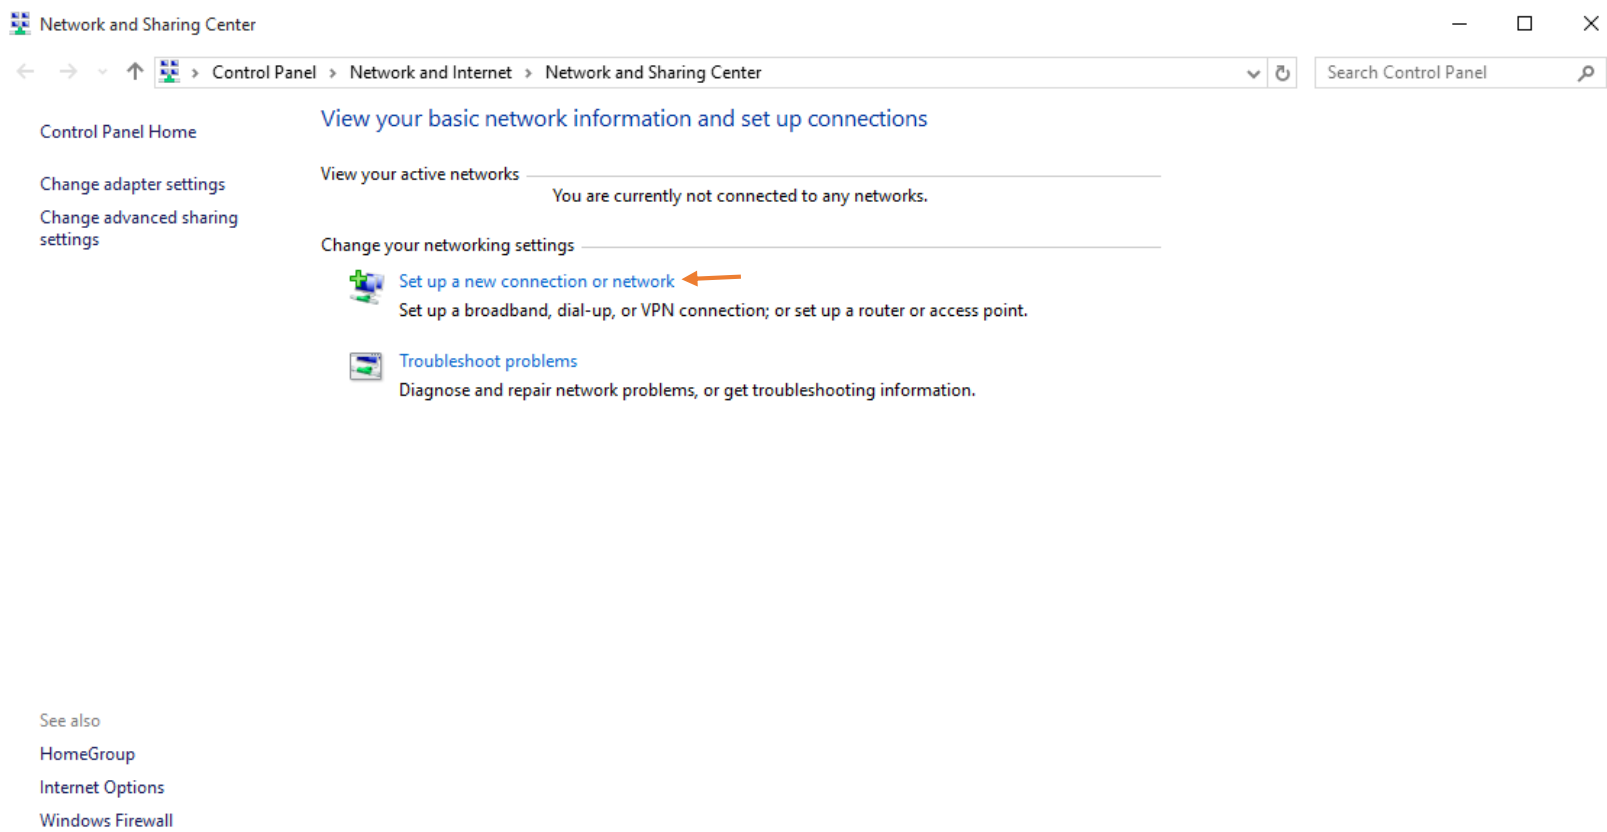 Network and Sharing Center
Control Panel > Network and Internet > Network and Sharing Center
Search Control Panel
Control Panel Home
Change adapter settings
Change advanced sharing
settings
View your basic network information and set up connections
View your active networks
You are currently not connected to any networks.
Change your networking settings
Set up a new connection or network
Set up a broadband, dial-up, or VPN connection; or set up a router or access point.
Troubleshoot problems
Diagnose and repair network problems, or get troubleshooting information.
See also
HomeGroup
Internet Options
Windows Firewall